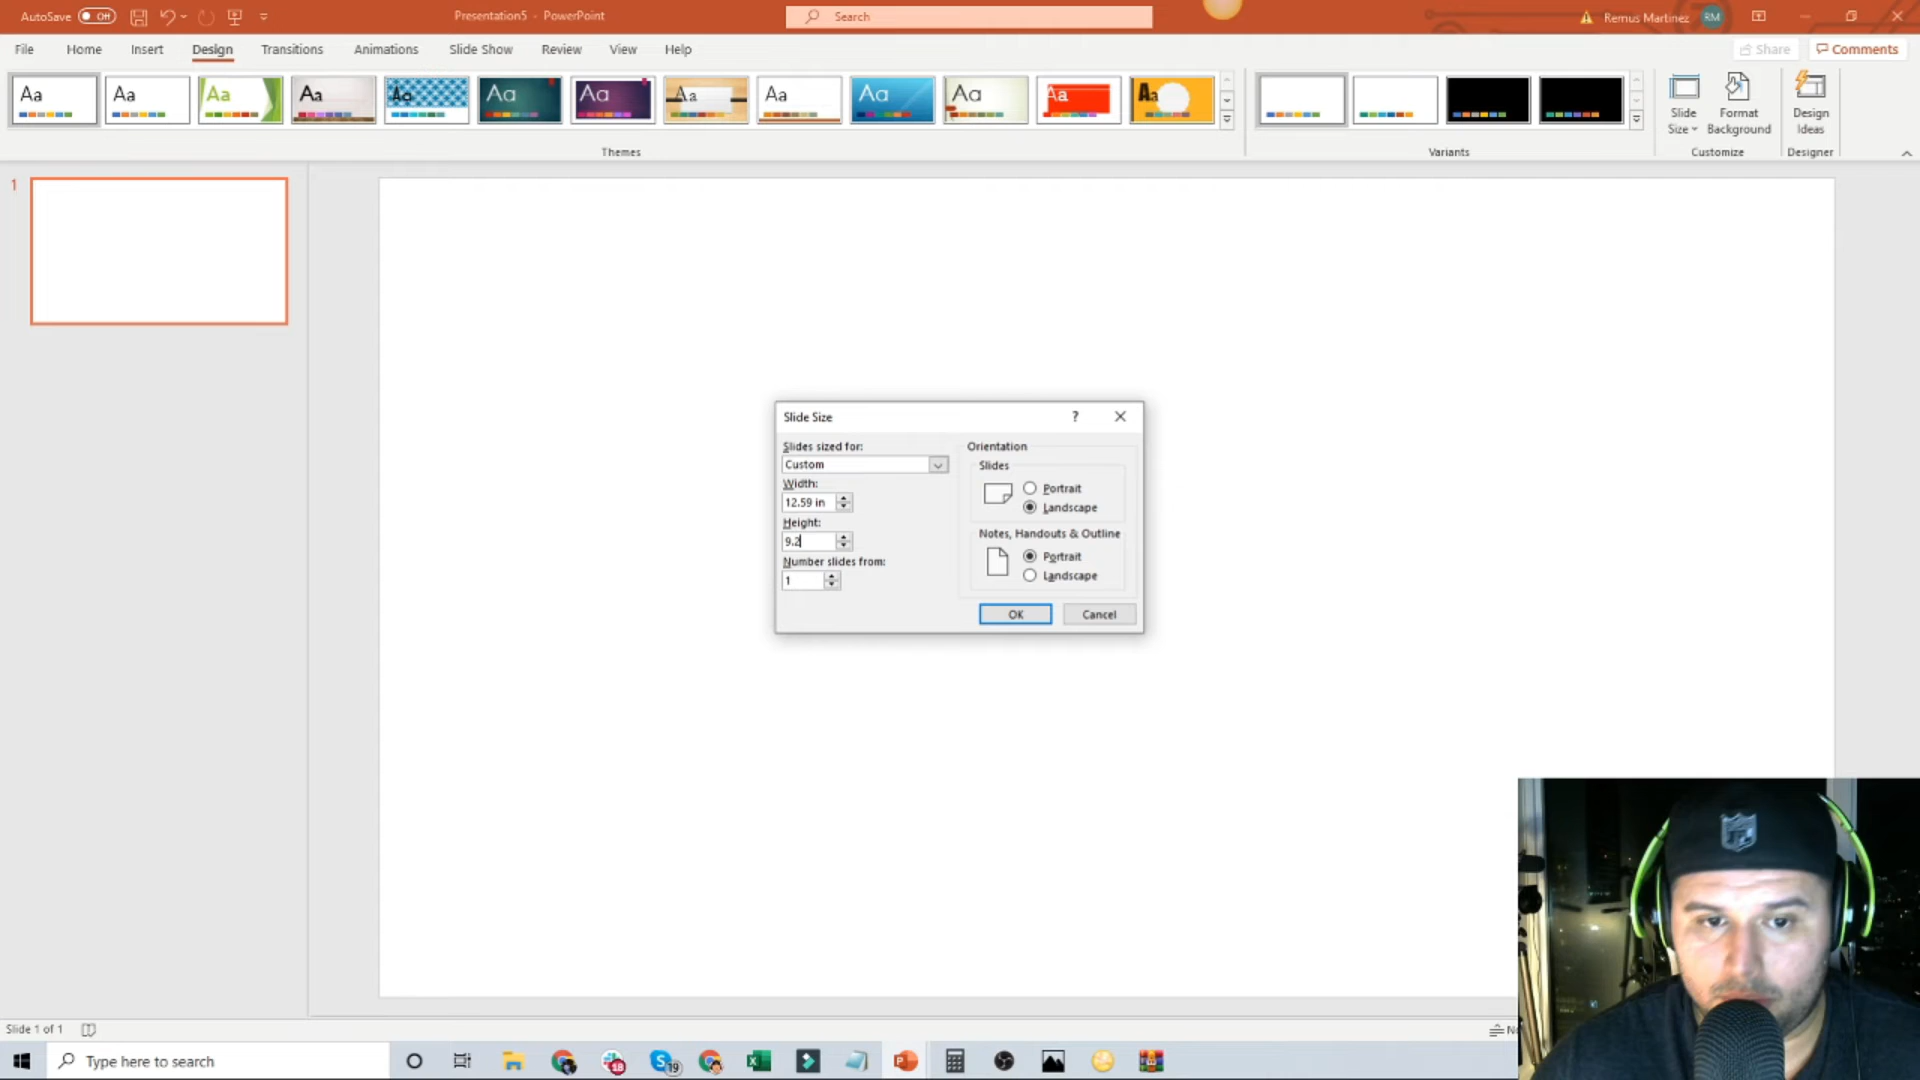 AutoSave Off
Presentation5 - PowerPoint
Search
Remus Martinez RM
File Home Insert Design Transitions Animations Slide Show Review View Help
Share Comments
Aa Aa Aa Aa Aa Aa Aa Aa Aa Aa Aa Aa Aa
Slide Size
Format Background
Design Ideas
Themes
Variants
Customize
Designer
1
Slide Size ?
Slides sized for:
Custom
Width:
12.59 in
Height:
9.2
Number slides from:
1
Orientation
Slides
Portrait
Landscape
Notes, Handouts & Outline
Portrait
Landscape
OK Cancel
NFL
Slide 1 of 1
Type here to search
18
19